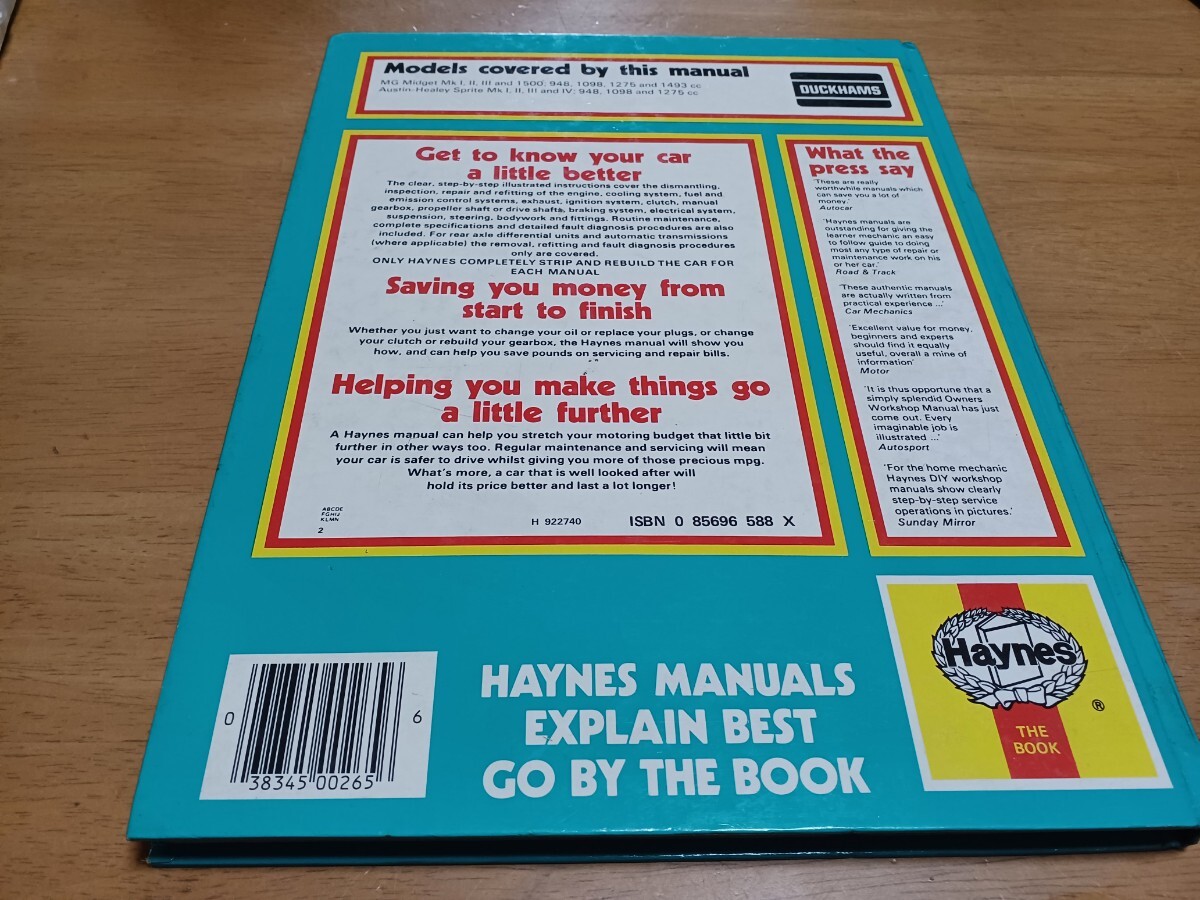 Models covered by this manual
MG Midget Mk I, II, III and 1500; 948, 1098, 1275 and 1493 cc
Austin-Healey Sprite Mk I, II, III and IV; 948, 1098 and 1275 cc
DUCKHAMS
Get to know your car
a little better
The clear, step-by-step illustrated instructions cover the dismantling,
inspection, repair and refitting of the engine, cooling system, fuel and
emission control systems, exhaust, ignition system, clutch, manual
gearbox, propeller shaft or drive shafts, braking system, electrical system,
suspension, steering, bodywork and fittings. Routine maintenance,
complete specifications and detailed fault diagnosis procedures are also
included. For rear axle differential units and automatic transmissions
(where applicable) the removal, refitting and fault diagnosis procedures
only are covered.
ONLY HAYNES COMPLETELY STRIP AND REBUILD THE CAR FOR
EACH MANUAL
Saving you money from
start to finish
Whether you just want to change your oil or replace your plugs, or change
your clutch or rebuild your gearbox, the Haynes manual will show you
how, and can help you save pounds on servicing and repair bills.
Helping you make things go
a little further
A Haynes manual can help you stretch your motoring budget that little bit
further in other ways too. Regular maintenance and servicing will mean
your car is safer to drive whilst giving you more of those precious mpg.
What's more, a car that is well looked after will
hold its price better and last a lot longer!
ABCDE
FGHIJ
KLMN
2
H 922740
ISBN 0 85696 588 X
What the
press say
'These are really
worthwhile manuals which
can save you a lot of
money.'
Autocar
'Haynes manuals are
outstanding for giving the
learner mechanic an easy
to follow guide to doing
most any type of repair or
maintenance work on his
or her car.'
Road & Track
'These authentic manuals
are actually written from
practical experience ...'
Car Mechanics
'Excellent value for money,
beginners and experts
should find it equally
useful, overall a mine of
information'
Motor
'It is thus opportune that a
simply splendid Owners
Workshop Manual has just
come out. Every
imaginable job is
illustrated ...'
Autosport
'For the home mechanic
Haynes DIY workshop
manuals show clearly
step-by-step service
operations in pictures.'
Sunday Mirror
0 38345 00265 6
HAYNES MANUALS
EXPLAIN BEST
GO BY THE BOOK
Haynes
®
THE
BOOK